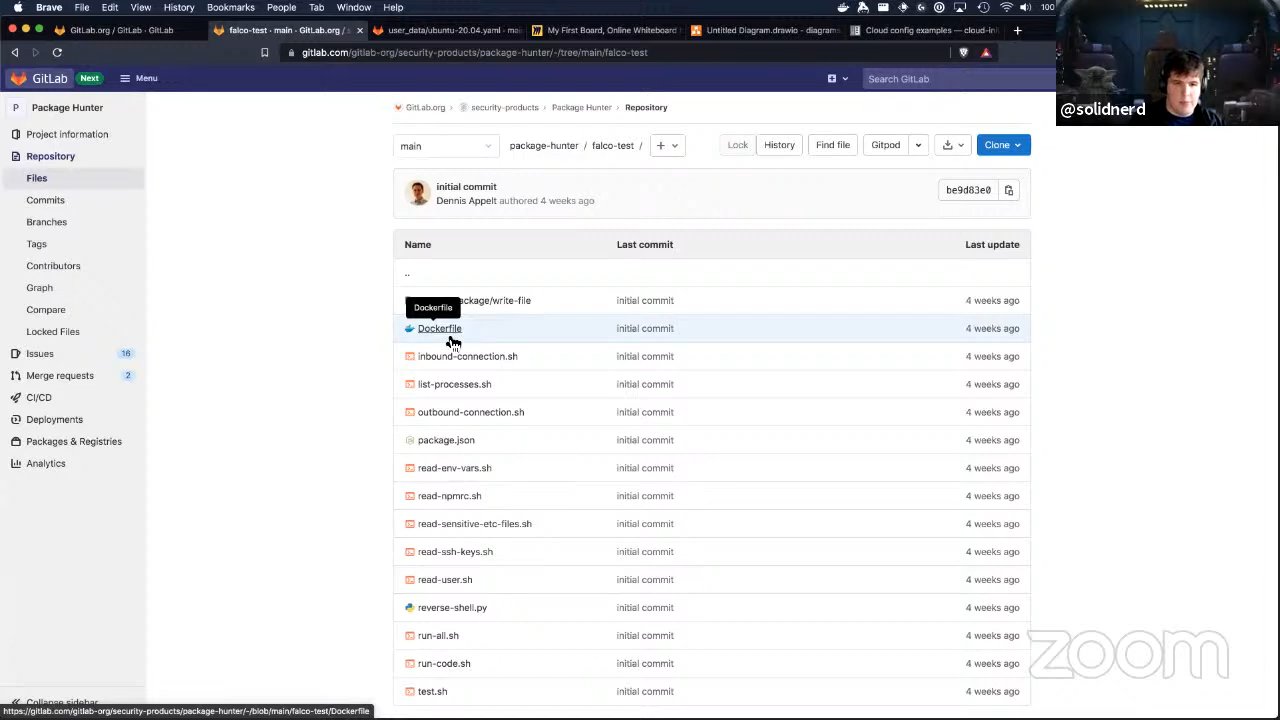 Brave File Edit View History Bookmarks People Tab Window Help 100
GitLab.org / GitLab · GitLab
falco-test · main · GitLab.org / s
user_data/ubuntu-20.04.yaml · mai
My First Board, Online Whiteboard f
Untitled Diagram.drawio - diagrams
Cloud config examples — cloud-ini
gitlab.com/gitlab-org/security-products/package-hunter/-/tree/main/falco-test
GitLab Next Menu Search GitLab
@solidnerd
P Package Hunter
Project information
Repository
Files
Commits
Branches
Tags
Contributors
Graph
Compare
Locked Files
Issues 16
Merge requests 2
CI/CD
Deployments
Packages & Registries
Analytics
Collapse sidebar
GitLab.org > security-products > Package Hunter > Repository
main package-hunter / falco-test / + Lock History Find file Gitpod Clone
initial commit
Dennis Appelt authored 4 weeks ago
be9d83e0
Name Last commit Last update
..
ackage/write-file initial commit 4 weeks ago
Dockerfile
Dockerfile initial commit 4 weeks ago
inbound-connection.sh initial commit 4 weeks ago
list-processes.sh initial commit 4 weeks ago
outbound-connection.sh initial commit 4 weeks ago
package.json initial commit 4 weeks ago
read-env-vars.sh initial commit 4 weeks ago
read-npmrc.sh initial commit 4 weeks ago
read-sensitive-etc-files.sh initial commit 4 weeks ago
read-ssh-keys.sh initial commit 4 weeks ago
read-user.sh initial commit 4 weeks ago
reverse-shell.py initial commit 4 weeks ago
run-all.sh initial commit 4 weeks ago
run-code.sh initial commit 4 weeks ago
test.sh initial commit 4 weeks ago
zoom
https://gitlab.com/gitlab-org/security-products/package-hunter/-/blob/main/falco-test/Dockerfile